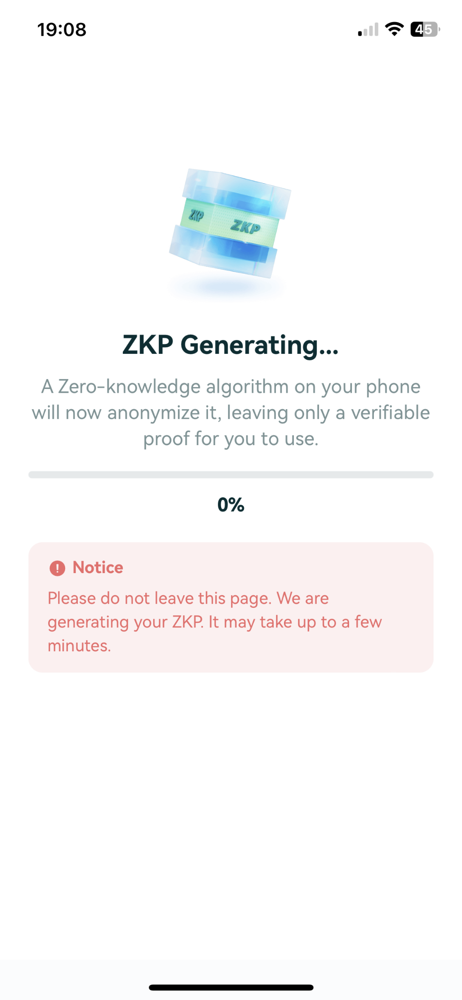 19:08
45
ZKP
ZKP
ZKP Generating...
A Zero-knowledge algorithm on your phone
will now anonymize it, leaving only a verifiable
proof for you to use.
0%
Notice
Please do not leave this page. We are
generating your ZKP. It may take up to a few
minutes.